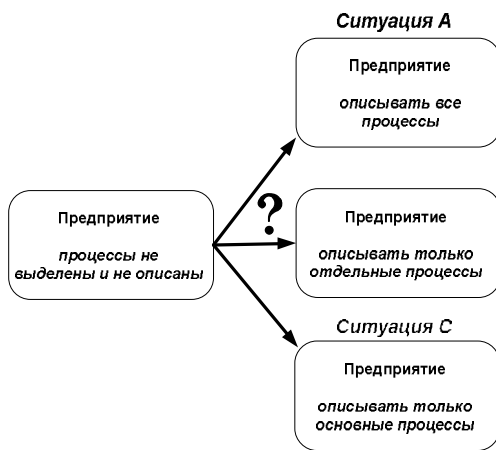 Ситуация А
Предприятие
описывать все
процессы
?
Предприятие
процессы не
выделены и не описаны
Предприятие
описывать только
отдельные процессы
Ситуация С
Предприятие
описывать только
основные процессы